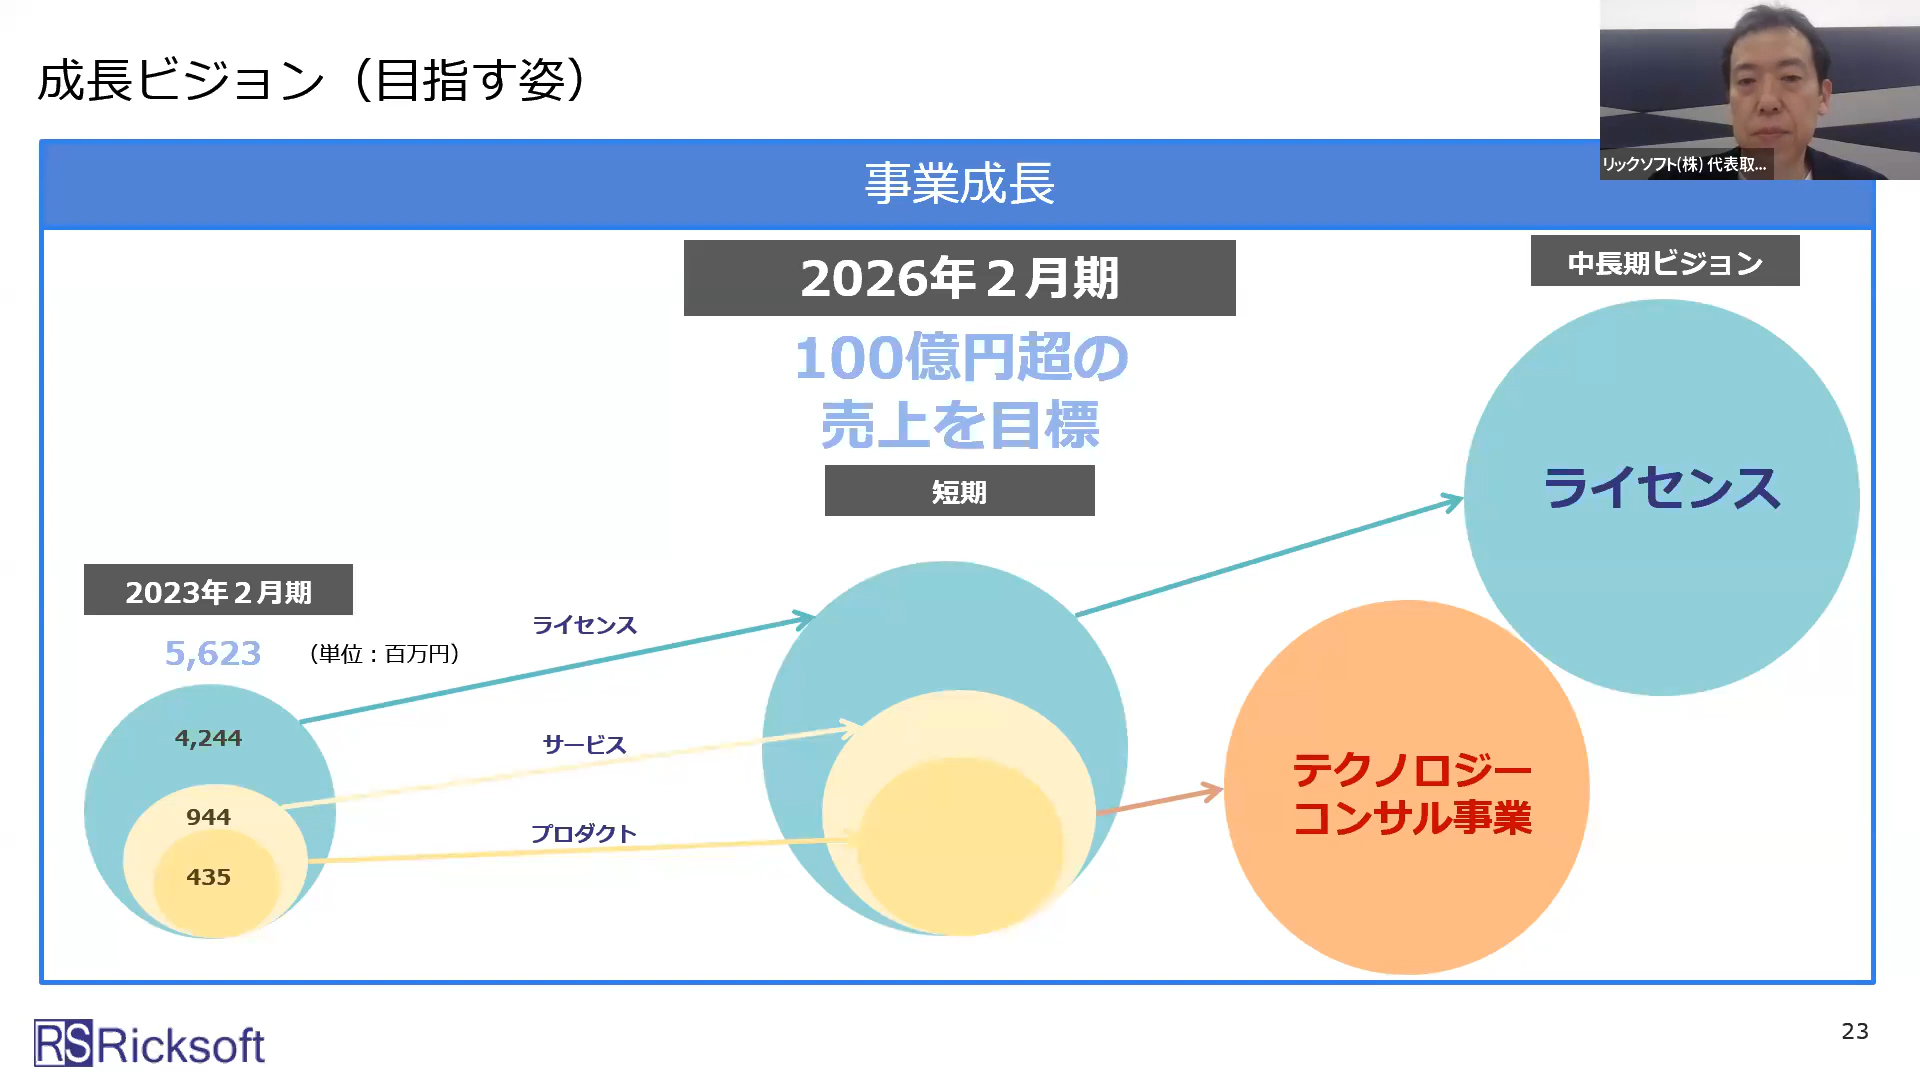 成長ビジョン（目指す姿）
リックソフト(株) 代表取...
事業成長
2026年２月期
100億円超の
売上を目標
短期
中長期ビジョン
ライセンス
テクノロジー
コンサル事業
2023年２月期
5,623
（単位：百万円）
4,244
944
435
ライセンス
サービス
プロダクト
RSRicksoft
23